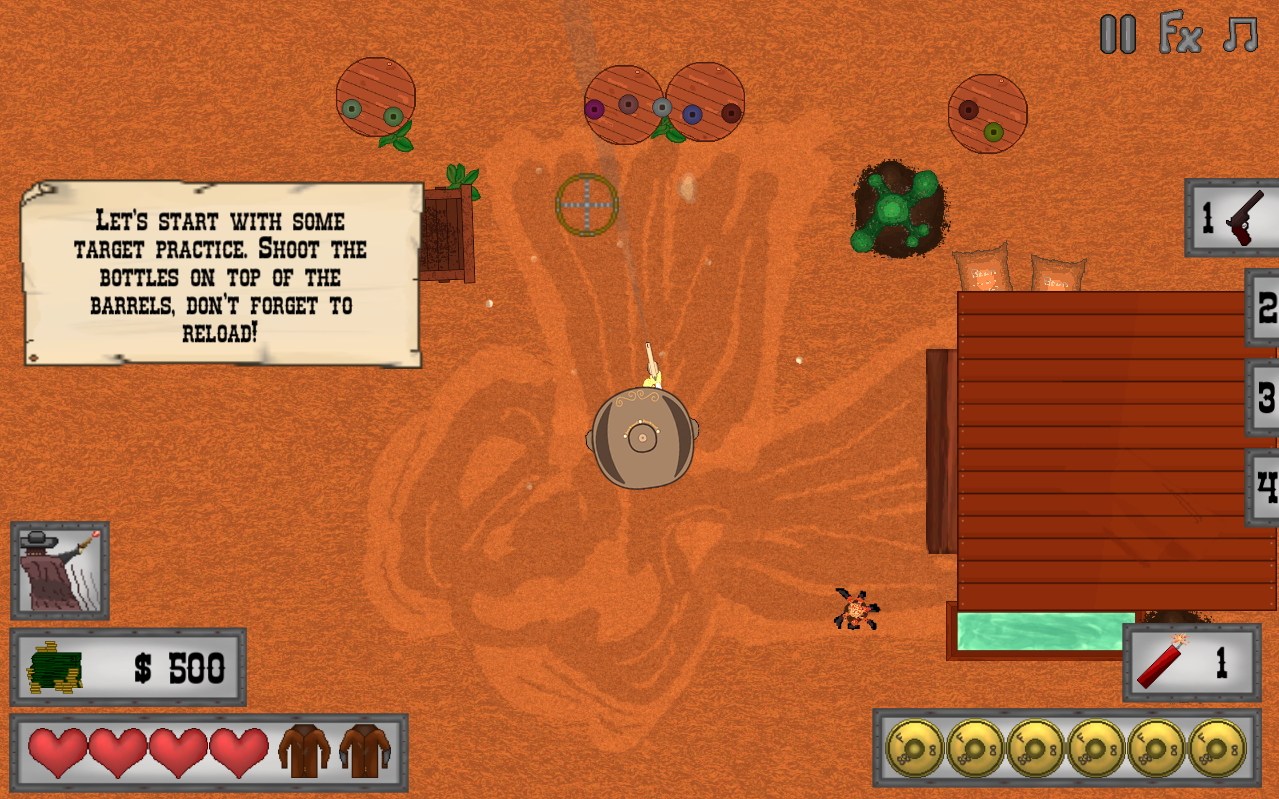 Fx
LET'S START WITH SOME
TARGET PRACTICE. SHOOT THE
BOTTLES ON TOP OF THE
BARRELS, DON'T FORGET TO
RELOAD!
1
2
3
4
$ 500
1